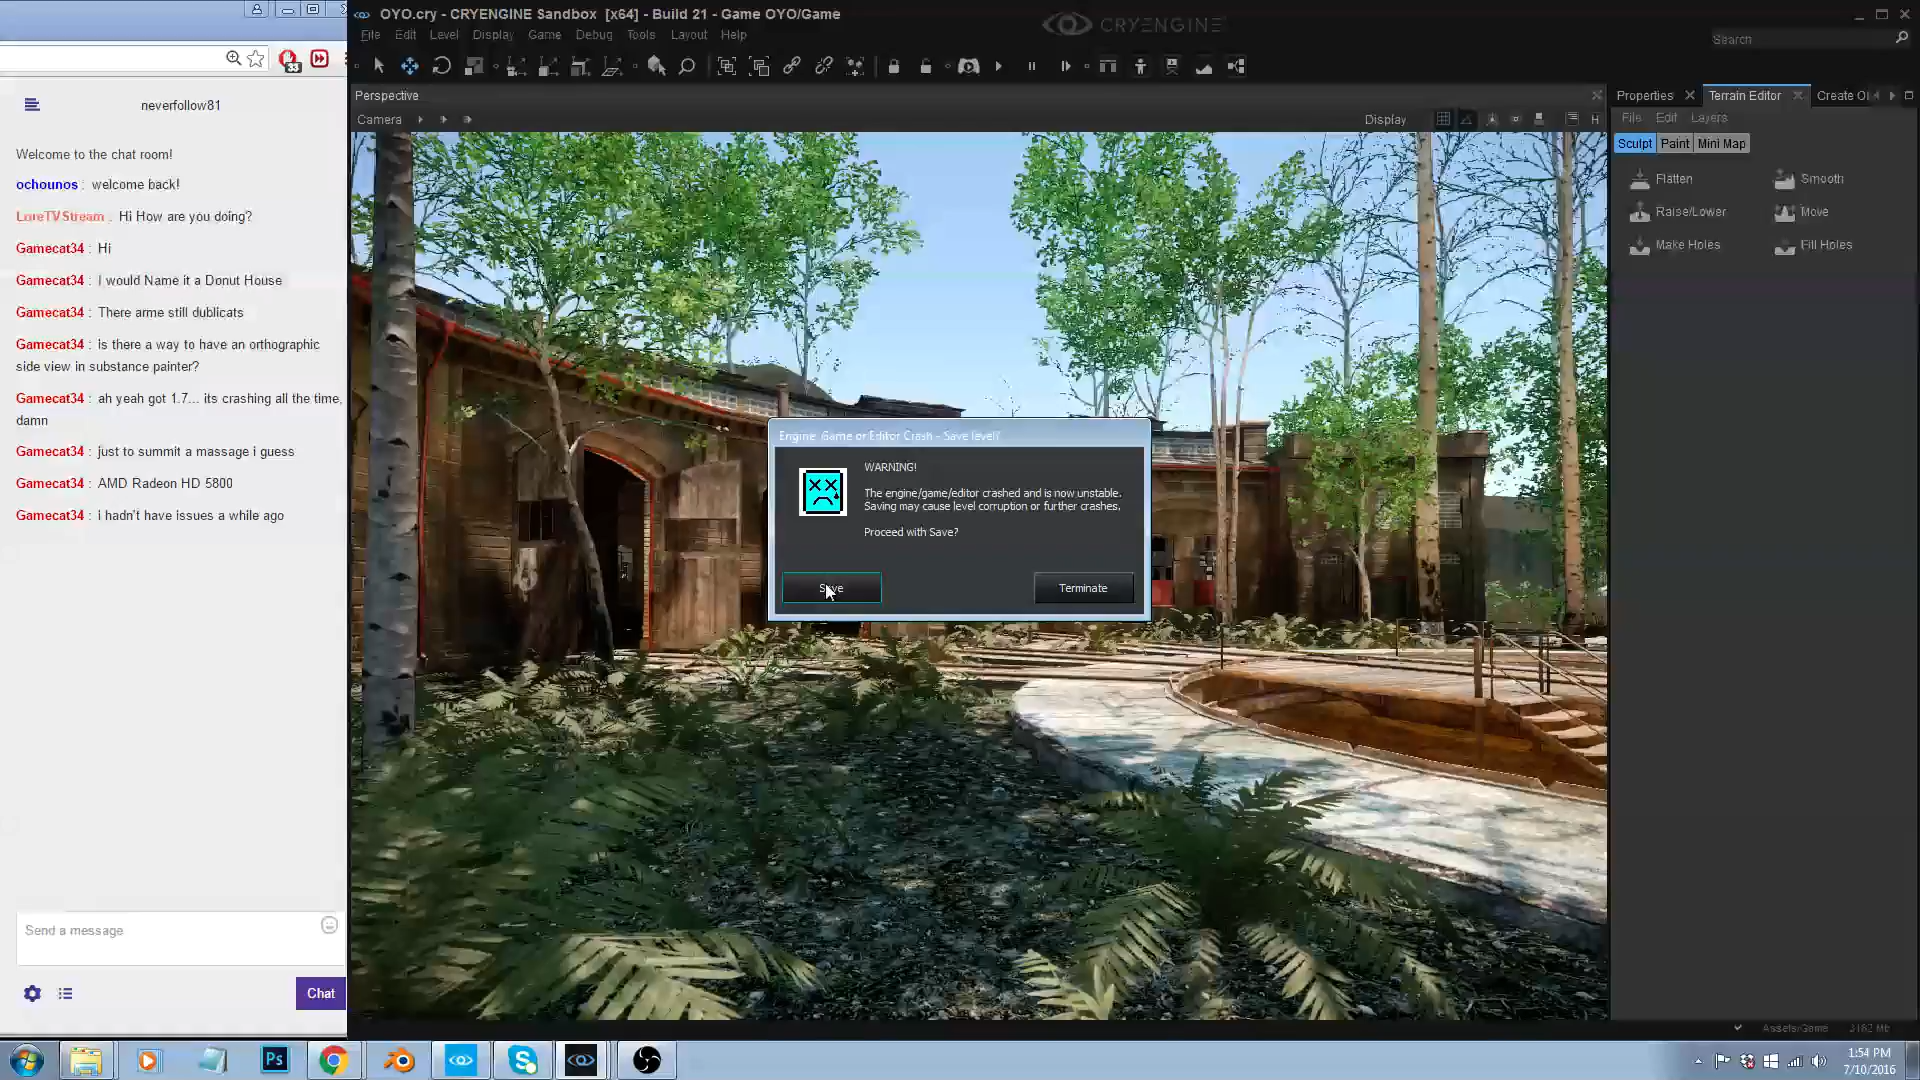 OYO.cry - CRYENGINE Sandbox [x64] - Build 21 - Game OYO/Game
CRYENGINE
File Edit Level Display Game Debug Tools Layout Help
Search
33
neverfollow81
Welcome to the chat room!
ochounos : welcome back!
LoreTVStream : Hi How are you doing?
Gamecat34 : Hi
Gamecat34 : I would Name it a Donut House
Gamecat34 : There arme still dublicats
Gamecat34 : Is there a way to have an orthographic
side view in substance painter?
Gamecat34 : ah yeah got 1.7... its crashing all the time,
damn
Gamecat34 : just to summit a massage i guess
Gamecat34 : AMD Radeon HD 5800
Gamecat34 : i hadn't have issues a while ago
Send a message
Chat
Perspective
Camera
Display
H
Engine, Game or Editor Crash - Save level?
WARNING!
The engine/game/editor crashed and is now unstable.
Saving may cause level corruption or further crashes.
Proceed with Save?
Save
Terminate
Properties
Terrain Editor
Create
File Edit Layers
Sculpt Paint Mini Map
Flatten Smooth
Raise/Lower Move
Make Holes Fill Holes
Assets/Game
Ps
1:54 PM
7/10/2016